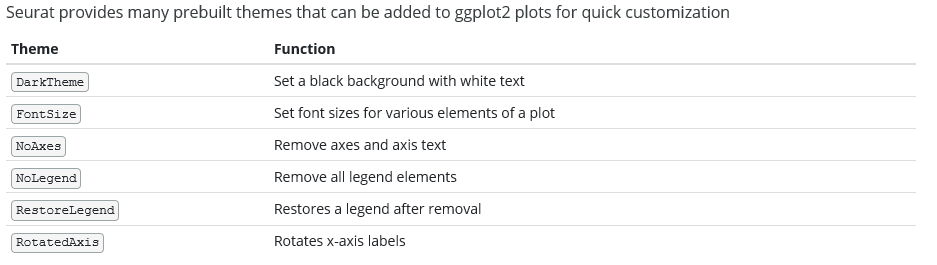 Seurat provides many prebuilt themes that can be added to ggplot2 plots for quick customization
Theme Function
DarkTheme Set a black background with white text
FontSize Set font sizes for various elements of a plot
NoAxes Remove axes and axis text
NoLegend Remove all legend elements
RestoreLegend Restores a legend after removal
RotatedAxis Rotates x-axis labels